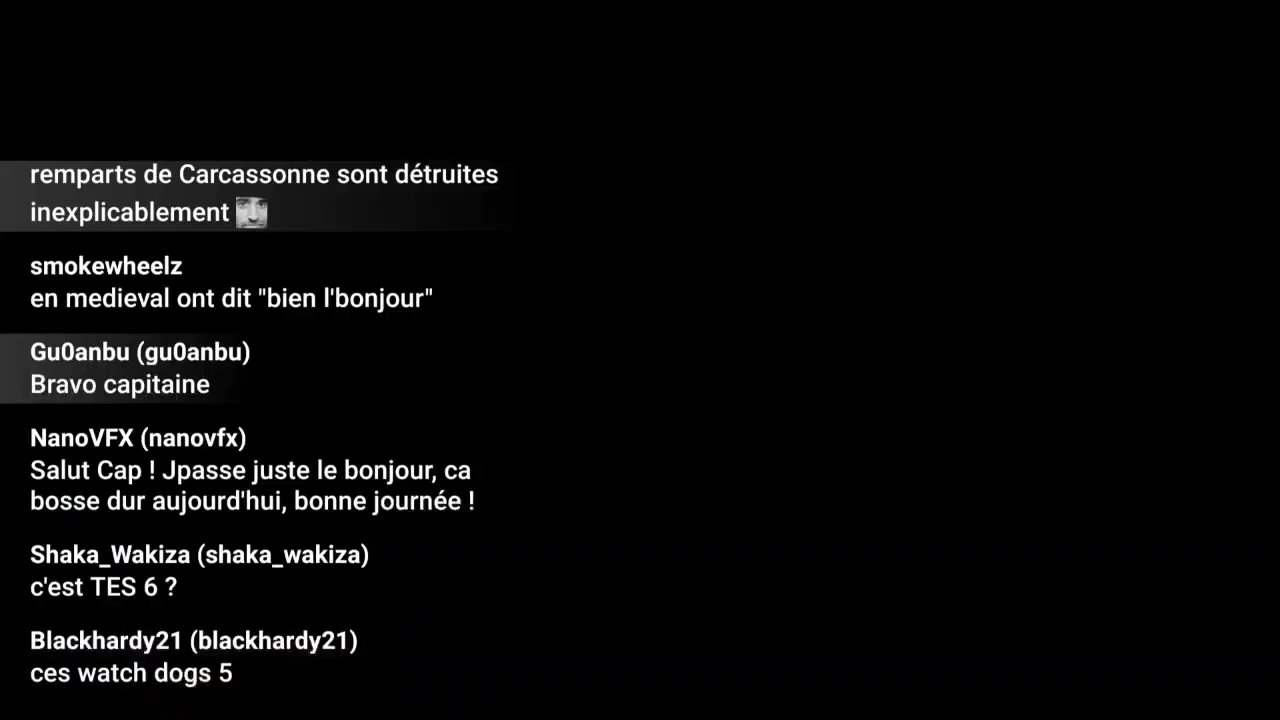 remparts de Carcassonne sont détruites
inexplicablement
smokewheelz
en medieval ont dit "bien l'bonjour"
Gu0anbu (gu0anbu)
Bravo capitaine
NanoVFX (nanovfx)
Salut Cap ! Jpasse juste le bonjour, ca
bosse dur aujourd'hui, bonne journée !
Shaka_Wakiza (shaka_wakiza)
c'est TES 6 ?
Blackhardy21 (blackhardy21)
ces watch dogs 5